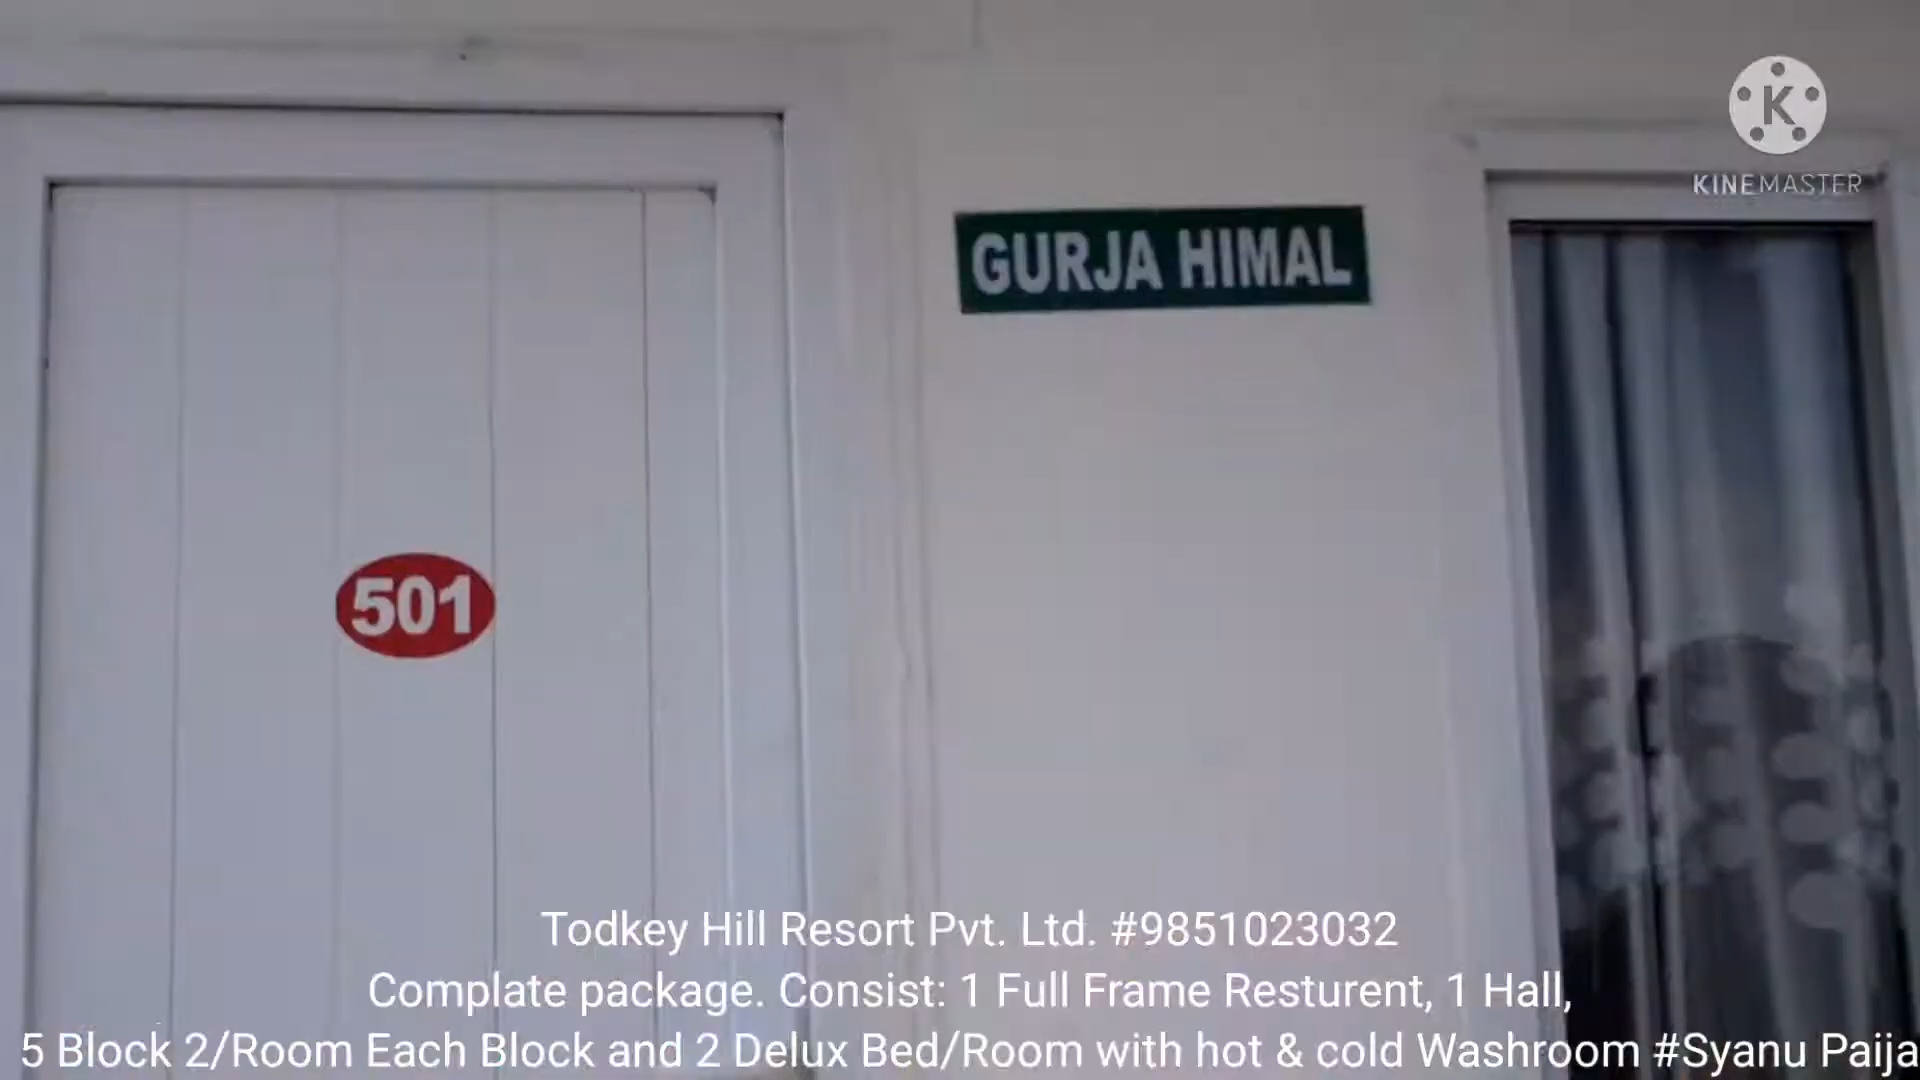 K
KINEMASTER
GURJA HIMAL
501
Todkey Hill Resort Pvt. Ltd. #9851023032
Complate package. Consist: 1 Full Frame Resturent, 1 Hall,
5 Block 2/Room Each Block and 2 Delux Bed/Room with hot & cold Washroom #Syanu Paija